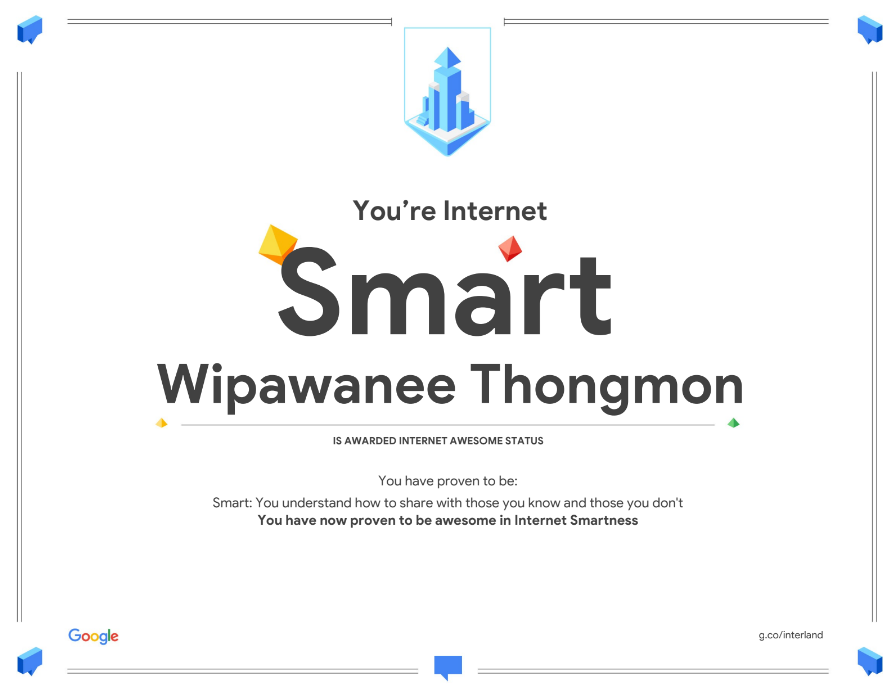 You're Internet
Smart
Wipawanee Thongmon
IS AWARDED INTERNET AWESOME STATUS
You have proven to be:
Smart: You understand how to share with those you know and those you don't
You have now proven to be awesome in Internet Smartness
Google
g.co/interland